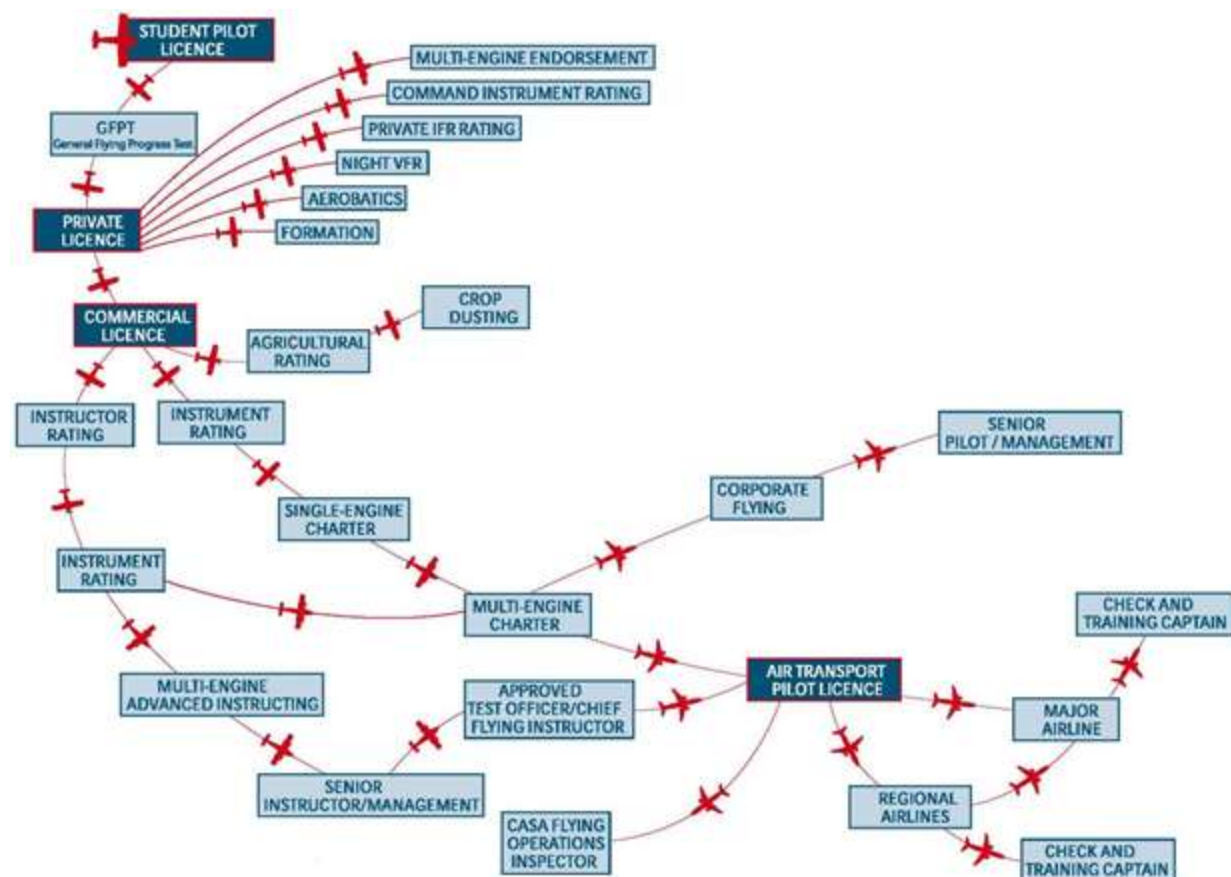 STUDENT PILOT
LICENCE
GFPT
General Flying Progress Test
MULTI-ENGINE ENDORSEMENT
COMMAND INSTRUMENT RATING
PRIVATE IFR RATING
NIGHT VFR
AEROBATICS
FORMATION
PRIVATE
LICENCE
COMMERCIAL
LICENCE
AGRICULTURAL
RATING
CROP
DUSTING
INSTRUCTOR
RATING
INSTRUMENT
RATING
SINGLE-ENGINE
CHARTER
INSTRUMENT
RATING
MULTI-ENGINE
CHARTER
CORPORATE
FLYING
SENIOR
PILOT / MANAGEMENT
MULTI-ENGINE
ADVANCED INSTRUCTING
SENIOR
INSTRUCTOR/MANAGEMENT
APPROVED
TEST OFFICER/CHIEF
FLYING INSTRUCTOR
AIR TRANSPORT
PILOT LICENCE
CASA FLYING
OPERATIONS
INSPECTOR
REGIONAL
AIRLINES
MAJOR
AIRLINE
CHECK AND
TRAINING CAPTAIN
CHECK AND
TRAINING CAPTAIN